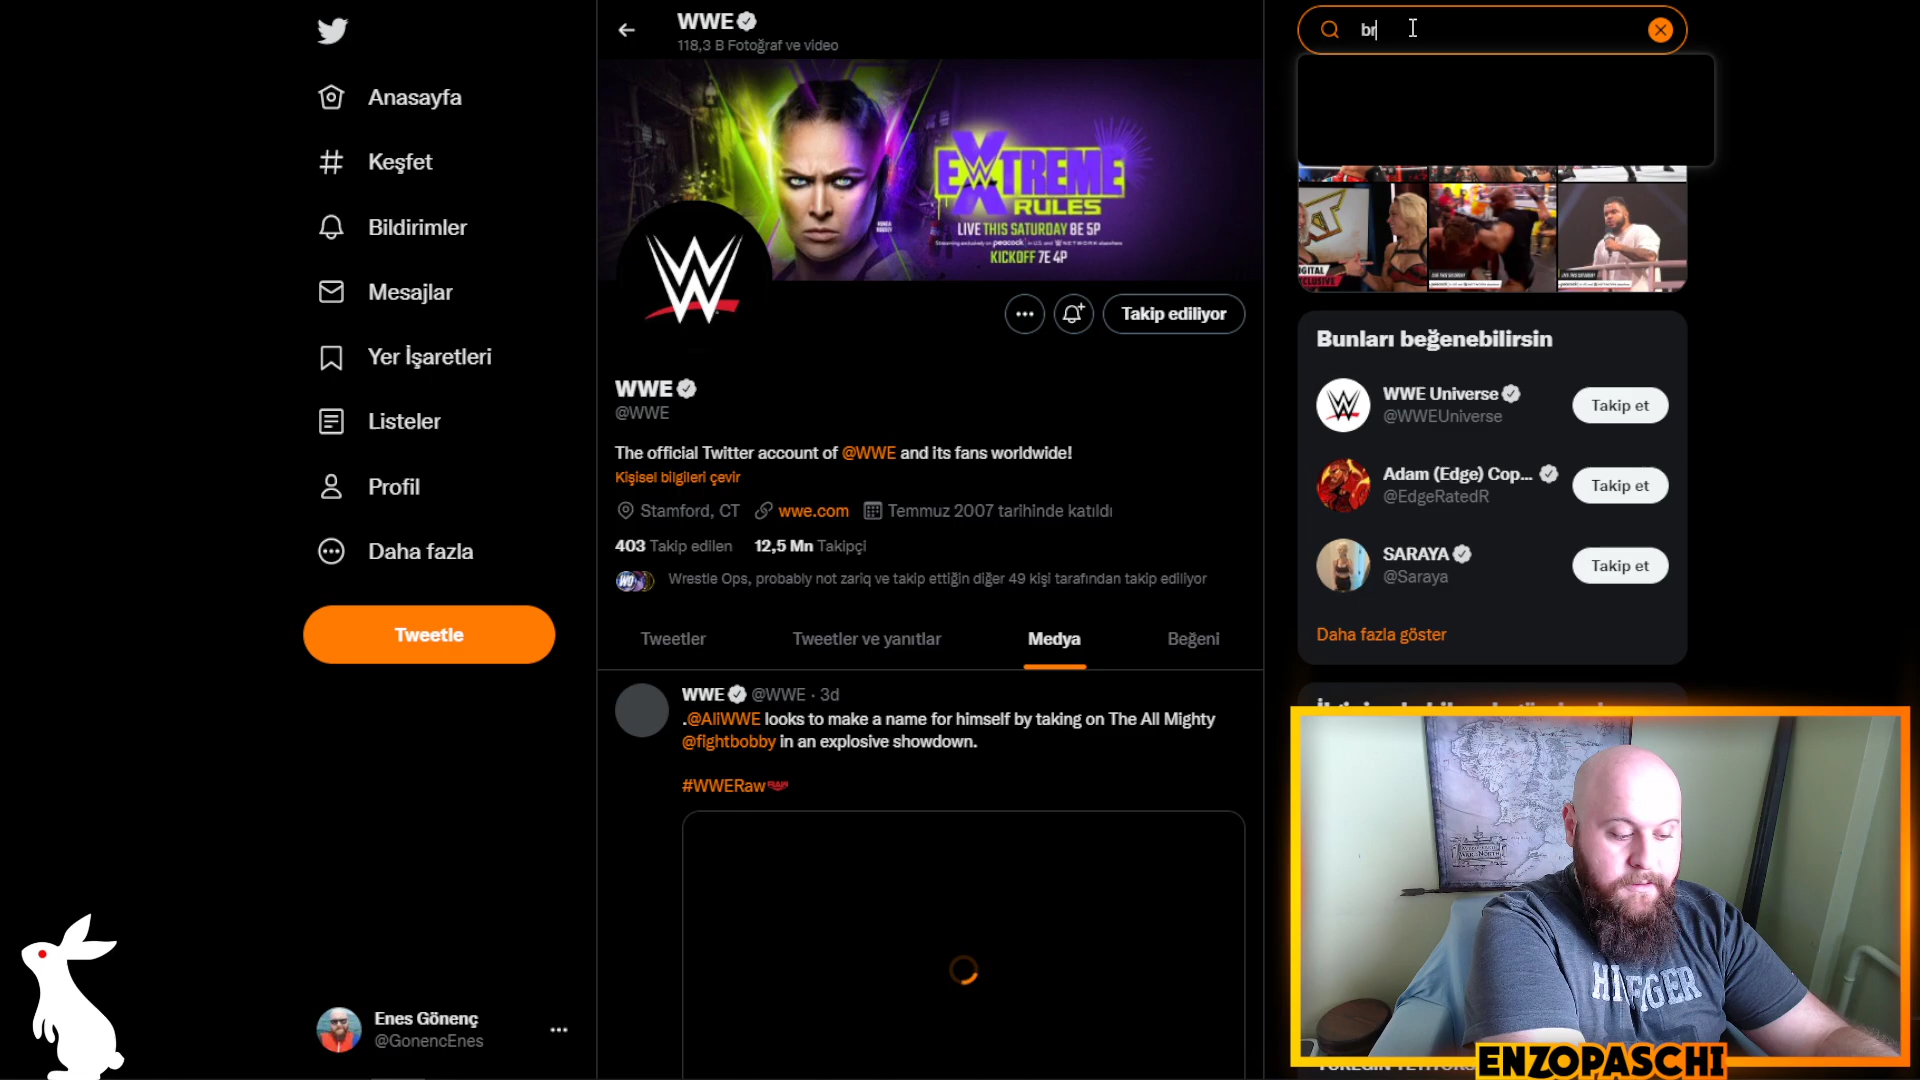 Anasayfa
Keşfet
Bildirimler
Mesajlar
Yer İşaretleri
Listeler
Profil
Daha fazla
Tweetle
Enes Gönenç
@GonencEnes
WWE
118,3 B Fotoğraf ve video
EXTREME
RULES
LIVE THIS SATURDAY 8E 5P
KICKOFF 7E 4P
W
Takip ediliyor
WWE
@WWE
The official Twitter account of @WWE and its fans worldwide!
Kişisel bilgileri çevir
Stamford, CT wwe.com Temmuz 2007 tarihinde katıldı
403 Takip edilen 12,5 Mn Takipçi
Wrestle Ops, probably not zariq ve takip ettiğin diğer 49 kişi tarafından takip ediliyor
Tweetler Tweetler ve yanıtlar Medya Beğeni
WWE @WWE · 3d
.@AliWWE looks to make a name for himself by taking on The All Mighty
@fightbobby in an explosive showdown.
#WWERaw
br
Bunları beğenebilirsin
WWE Universe
@WWEUniverse
Takip et
Adam (Edge) Cop...
@EdgeRatedR
Takip et
SARAYA
@Saraya
Takip et
Daha fazla göster
HILFIGER
ENZOPASCHI